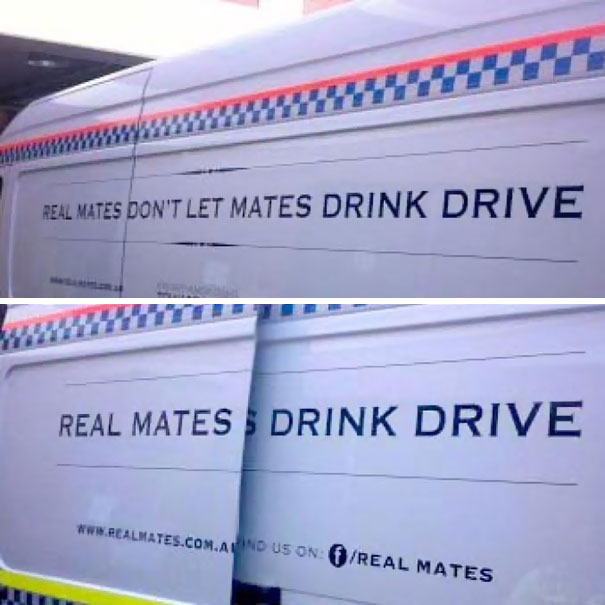 REAL MATES DON'T LET MATES DRINK DRIVE
REAL MATES S DRINK DRIVE
WWW.REALMATES.COM.A ND US ON: f/REAL MATES